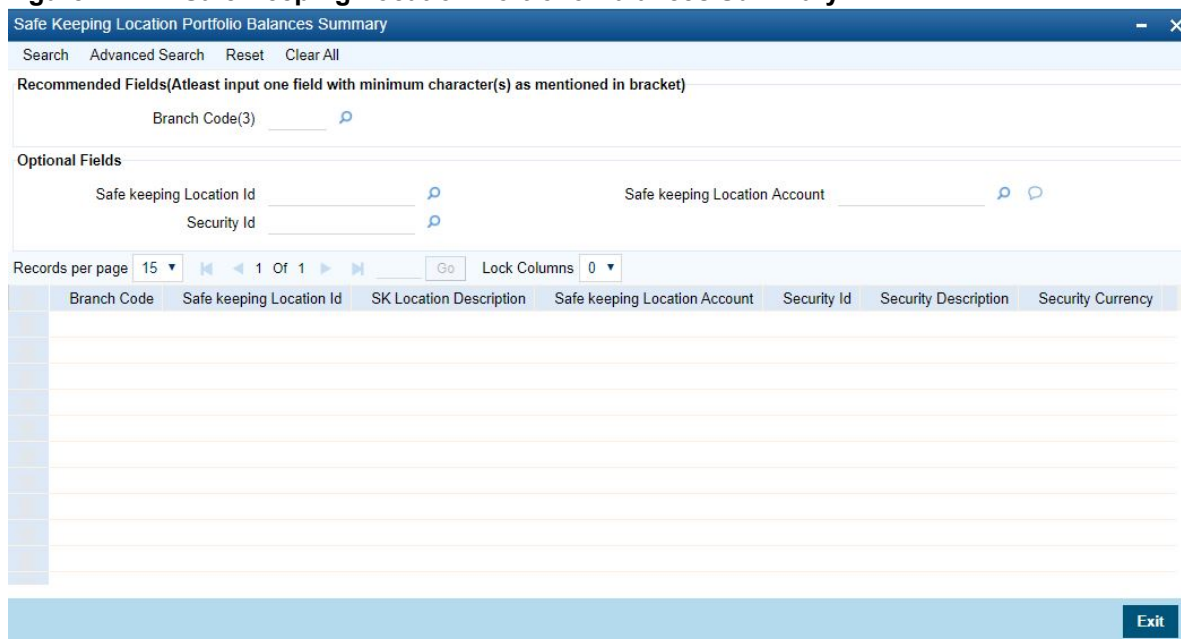 Safe Keeping Location Portfolio Balances Summary
Search Advanced Search Reset Clear All
Recommended Fields(Atleast input one field with minimum character(s) as mentioned in bracket)
Branch Code(3)
Optional Fields
Safe keeping Location Id Safe keeping Location Account
Security Id
Records per page 15 1 Of 1 Go Lock Columns 0
Branch Code Safe keeping Location Id SK Location Description Safe keeping Location Account Security Id Security Description Security Currency
Exit